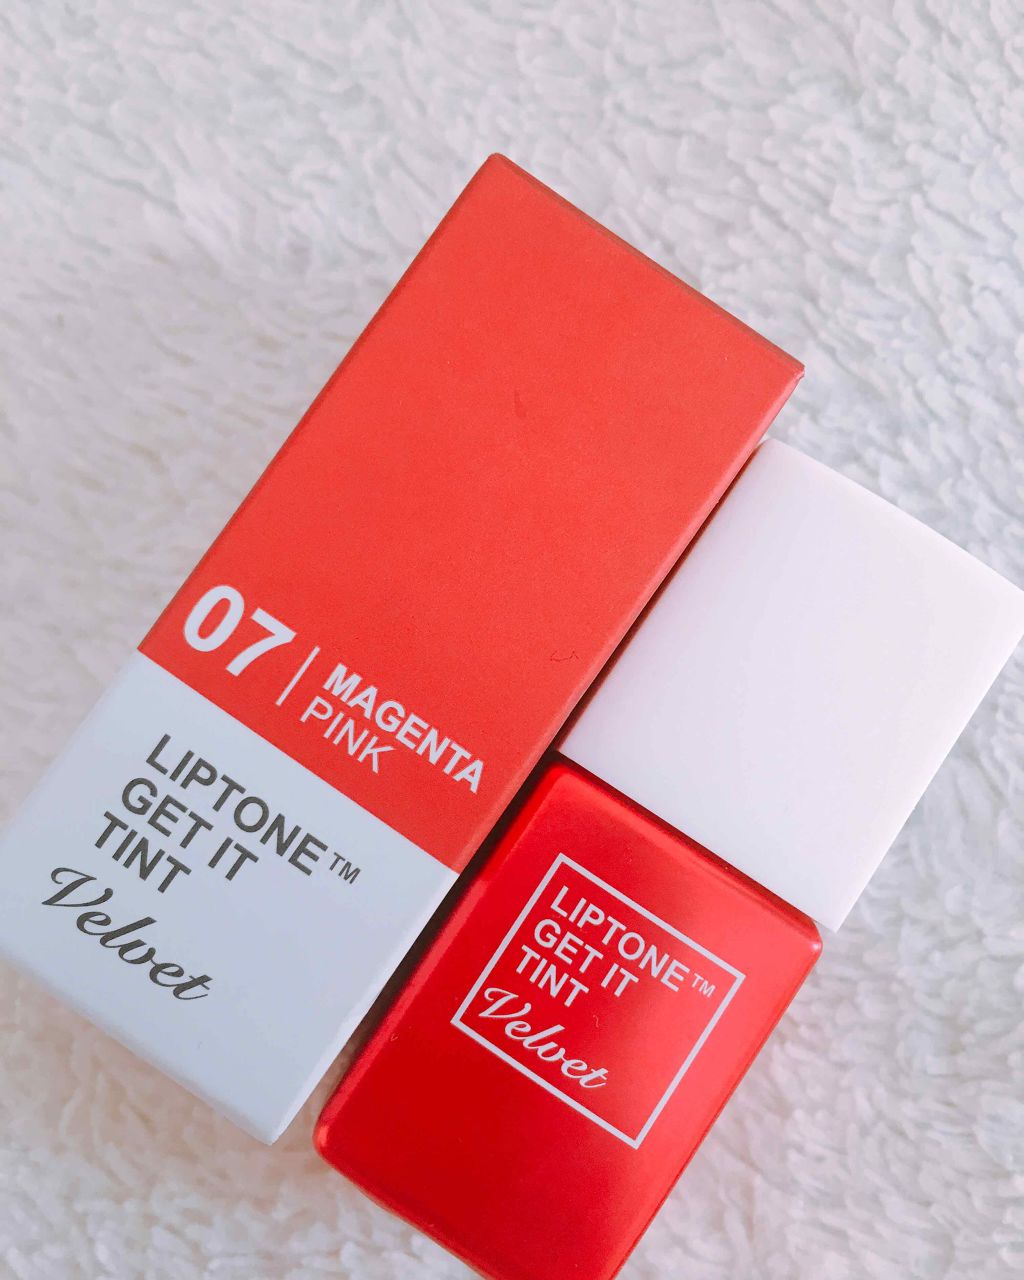 07
MAGENTA
PINK
LIPTONE™
GET IT
TINT
Velvet
LIPTONE™
GET IT
TINT
Velvet